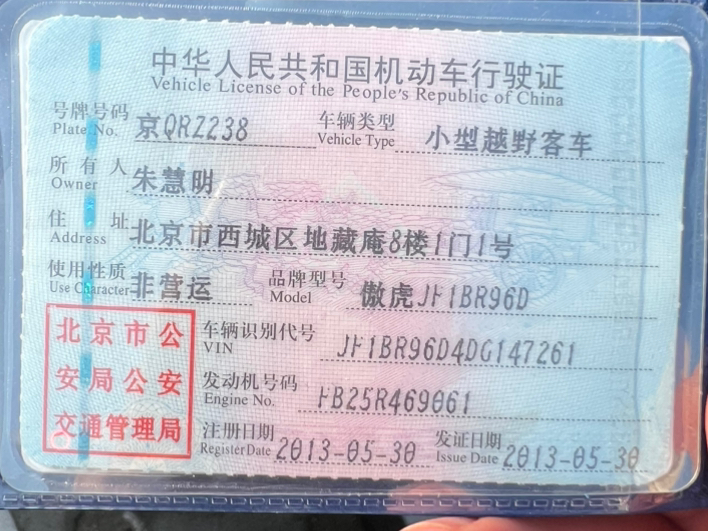 中华人民共和国机动车行驶证
Vehicle License of the People's Republic of China
号牌号码 Plate No. 京QRZ238 车辆类型 Vehicle Type 小型越野客车
所有人 Owner 朱慧明
住址 Address 北京市西城区地藏庵8楼1门1号
使用性质 Use Character 非营运 品牌型号 Model 傲虎JF1BR96D
车辆识别代号 VIN JF1BR96D4DG147261
发动机号码 Engine No. FB25R469061
注册日期 Register Date 2013-05-30 发证日期 Issue Date 2013-05-30
北京市公
安局公安
交通管理局